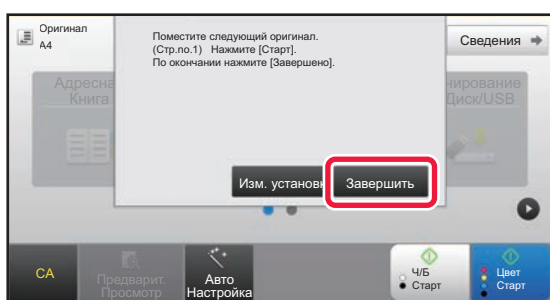 Оригинал
A4
Поместите следующий оригинал.
(Стр.no.1) Нажмите [Старт].
По окончании нажмите [Завершено].
Сведения
Адресна
Книга
нирование
Диск/USB
Изм. установ
Завершить
CA
Предварит.
Просмотр
Авто
Настройка
Ч/Б
Старт
Цвет
Старт